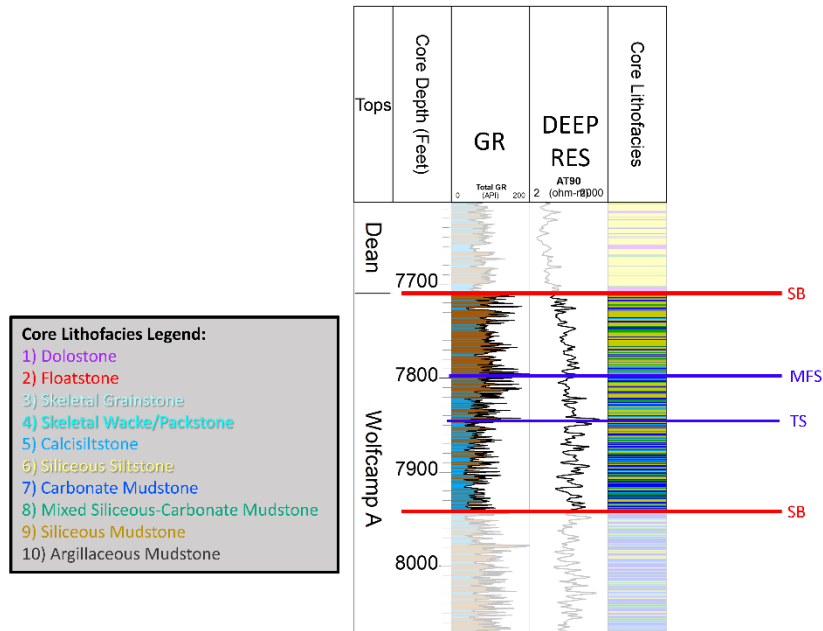 Tops
Core Depth (Feet)
GR
Total GR
0 (API) 200
DEEP
RES
AT90
2 (ohm-m) 2000
Core Lithofacies
Dean
Wolfcamp A
7700
7800
7900
8000
SB
MFS
TS
SB
Core Lithofacies Legend:
1) Dolostone
2) Floatstone
3) Skeletal Grainstone
4) Skeletal Wacke/Packstone
5) Calcisiltstone
6) Siliceous Siltstone
7) Carbonate Mudstone
8) Mixed Siliceous-Carbonate Mudstone
9) Siliceous Mudstone
10) Argillaceous Mudstone